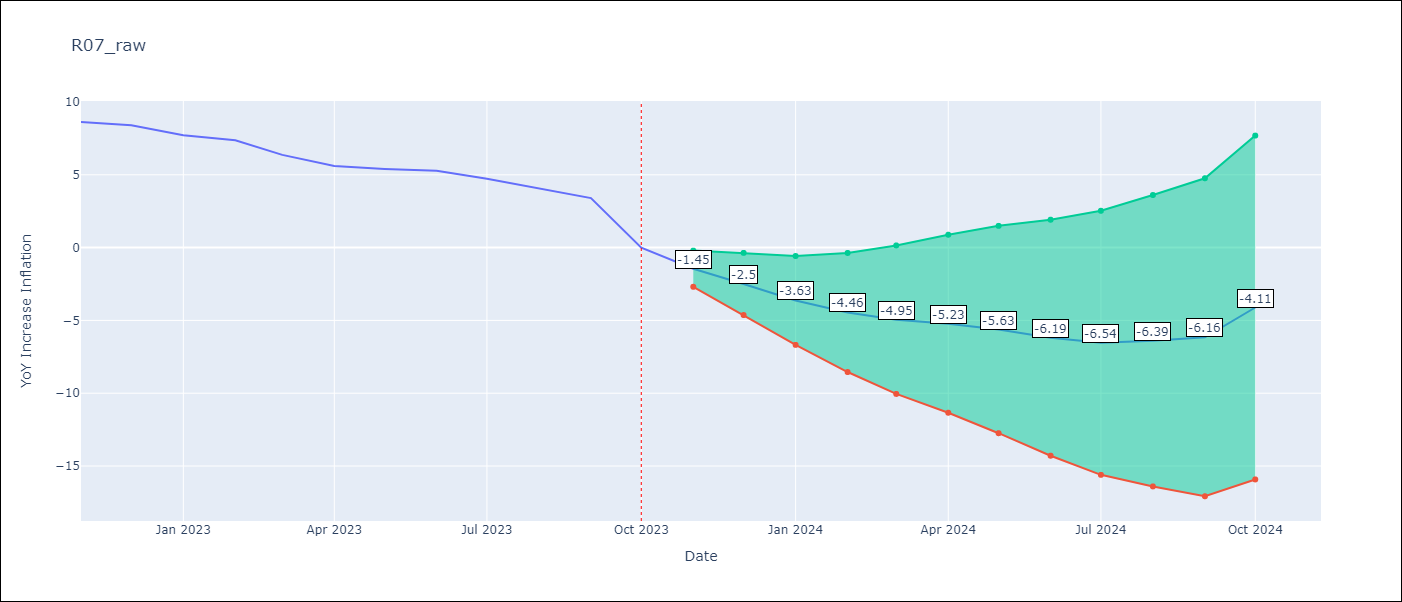 R07_raw
YoY Increase Inflation
10
5
0
−5
−10
−15
-1.45
-2.5
-3.63
-4.46
-4.95
-5.23
-5.63
-6.19
-6.54
-6.39
-6.16
-4.11
Jan 2023
Apr 2023
Jul 2023
Oct 2023
Jan 2024
Apr 2024
Jul 2024
Oct 2024
Date